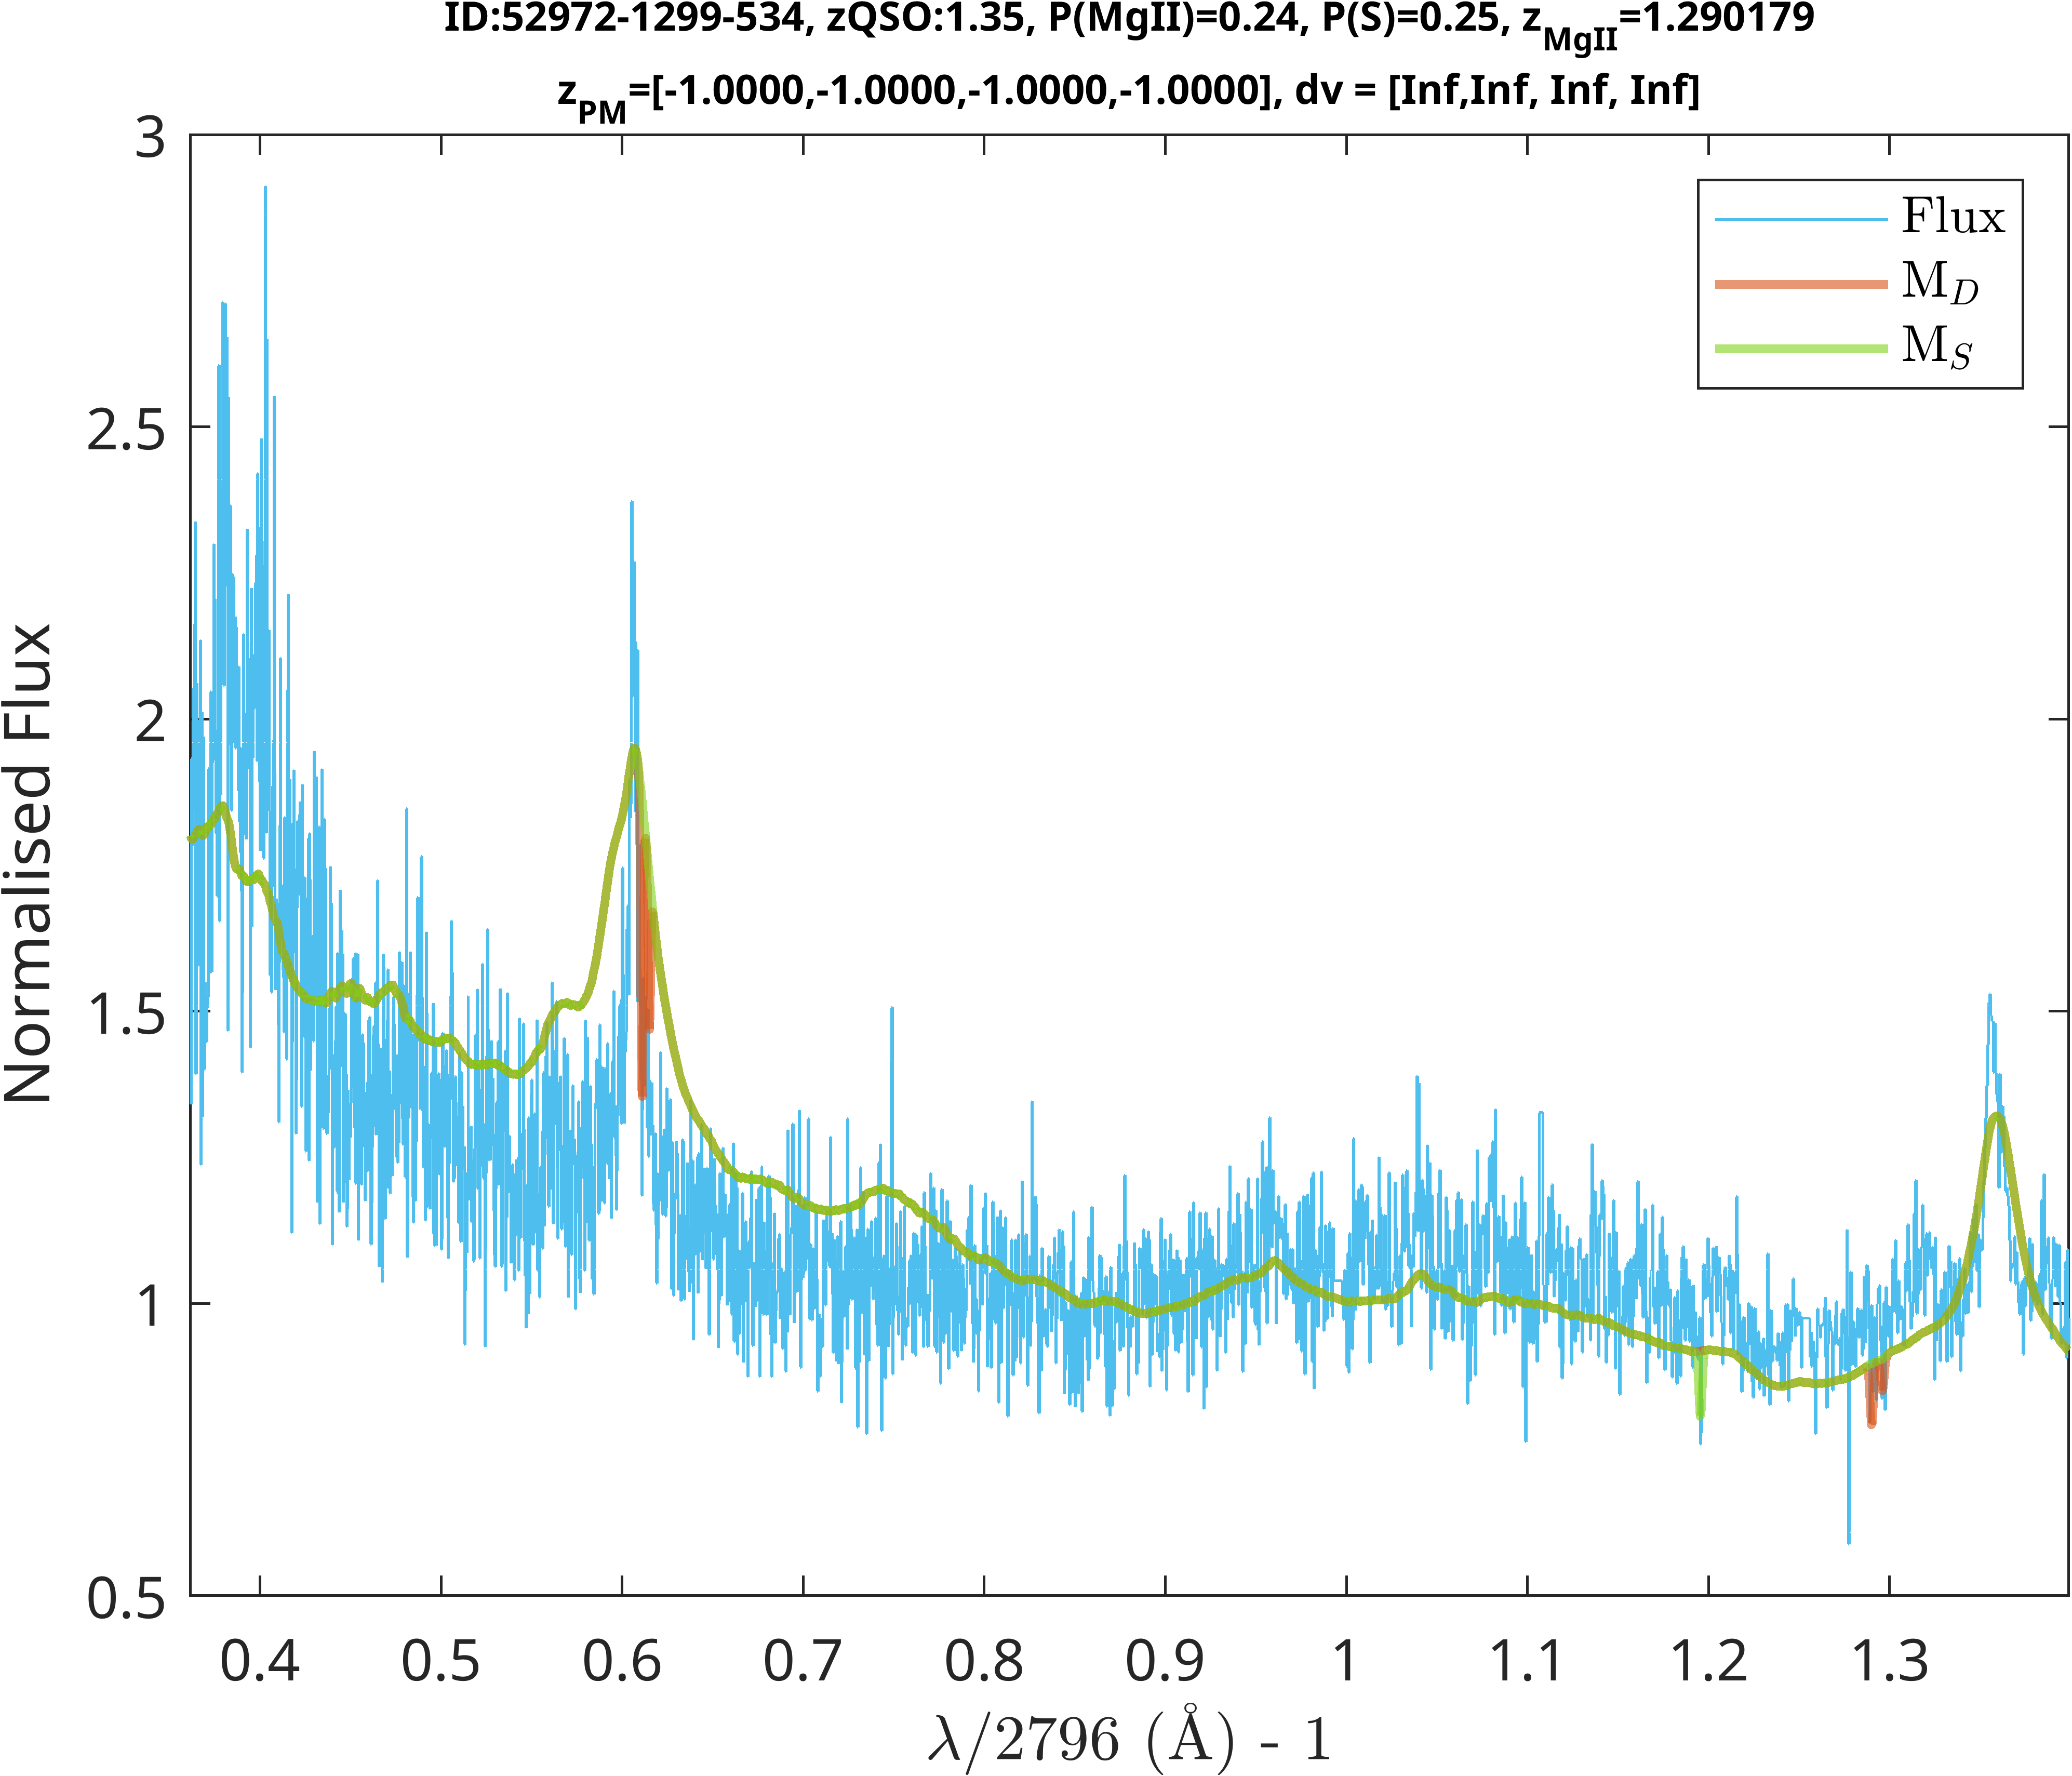 ID:52972-1299-534, zQSO:1.35, P(MgII)=0.24, P(S)=0.25, zMgII=1.290179
zPM=[-1.0000,-1.0000,-1.0000,-1.0000], dv = [Inf,Inf, Inf, Inf]
3
2.5
2
1.5
1
0.5
Normalised Flux
Flux
MD
MS
0.4 0.5 0.6 0.7 0.8 0.9 1 1.1 1.2 1.3
λ/2796 (Å) - 1